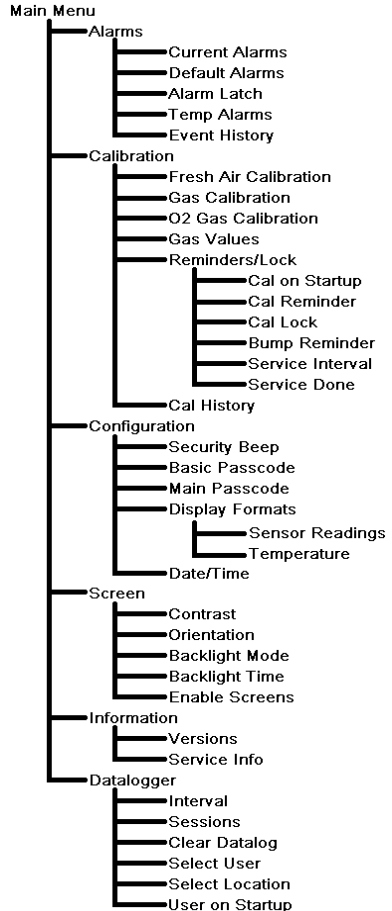 Main Menu
Alarms
Current Alarms
Default Alarms
Alarm Latch
Temp Alarms
Event History
Calibration
Fresh Air Calibration
Gas Calibration
O2 Gas Calibration
Gas Values
Reminders/Lock
Cal on Startup
Cal Reminder
Cal Lock
Bump Reminder
Service Interval
Service Done
Cal History
Configuration
Security Beep
Basic Passcode
Main Passcode
Display Formats
Sensor Readings
Temperature
Date/Time
Screen
Contrast
Orientation
Backlight Mode
Backlight Time
Enable Screens
Information
Versions
Service Info
Datalogger
Interval
Sessions
Clear Datalog
Select User
Select Location
User on Startup